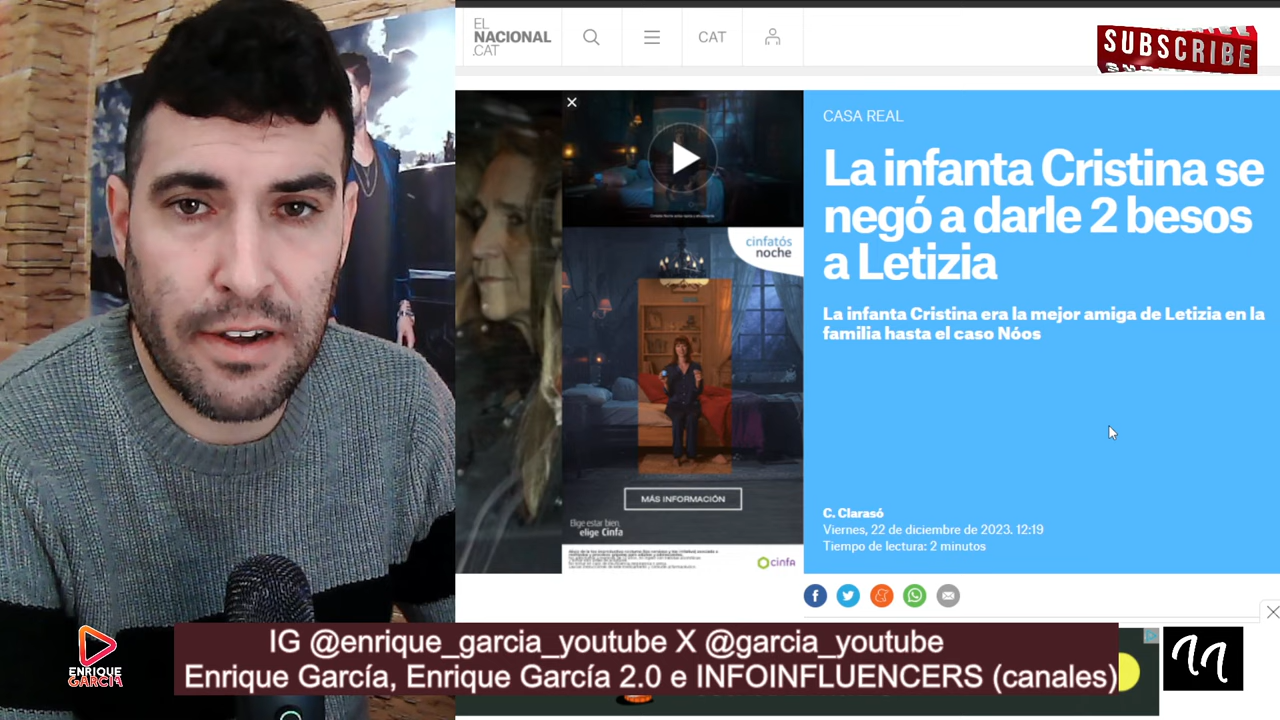 EL
NACIONAL
.CAT
CAT
SUBSCRIBE
CASA REAL
La infanta Cristina se
negó a darle 2 besos
a Letizia
La infanta Cristina era la mejor amiga de Letizia en la
familia hasta el caso Nóos
C. Clarasó
Viernes, 22 de diciembre de 2023. 12:19
Tiempo de lectura: 2 minutos
cinfatós
noche
MÁS INFORMACIÓN
Elige estar bien,
elige Cinfa
cinfa
IG @enrique_garcia_youtube X @garcia_youtube
Enrique García, Enrique García 2.0 e INFOINFLUENCERS (canales)
ENRIQUE
GARCÍA